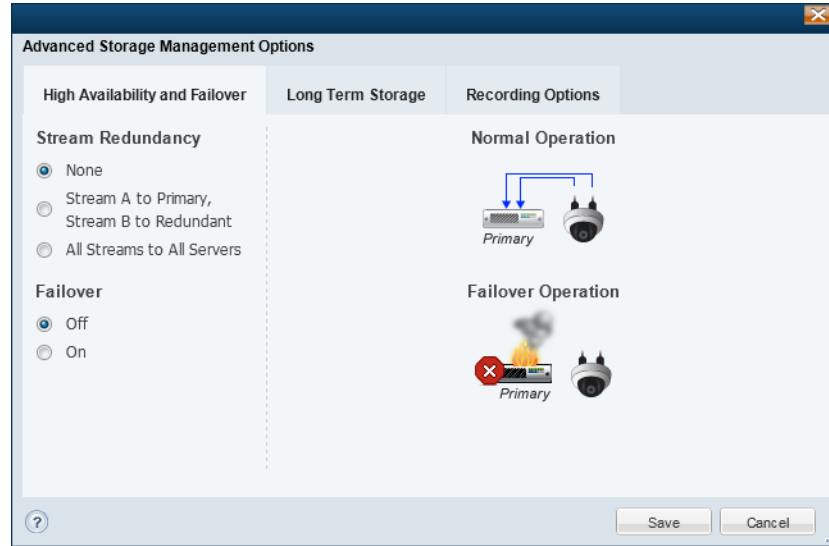 Advanced Storage Management Options
High Availability and Failover
Long Term Storage
Recording Options
Stream Redundancy
None
Stream A to Primary,
Stream B to Redundant
All Streams to All Servers
Failover
Off
On
Normal Operation
Primary
Failover Operation
Primary
?
Save
Cancel